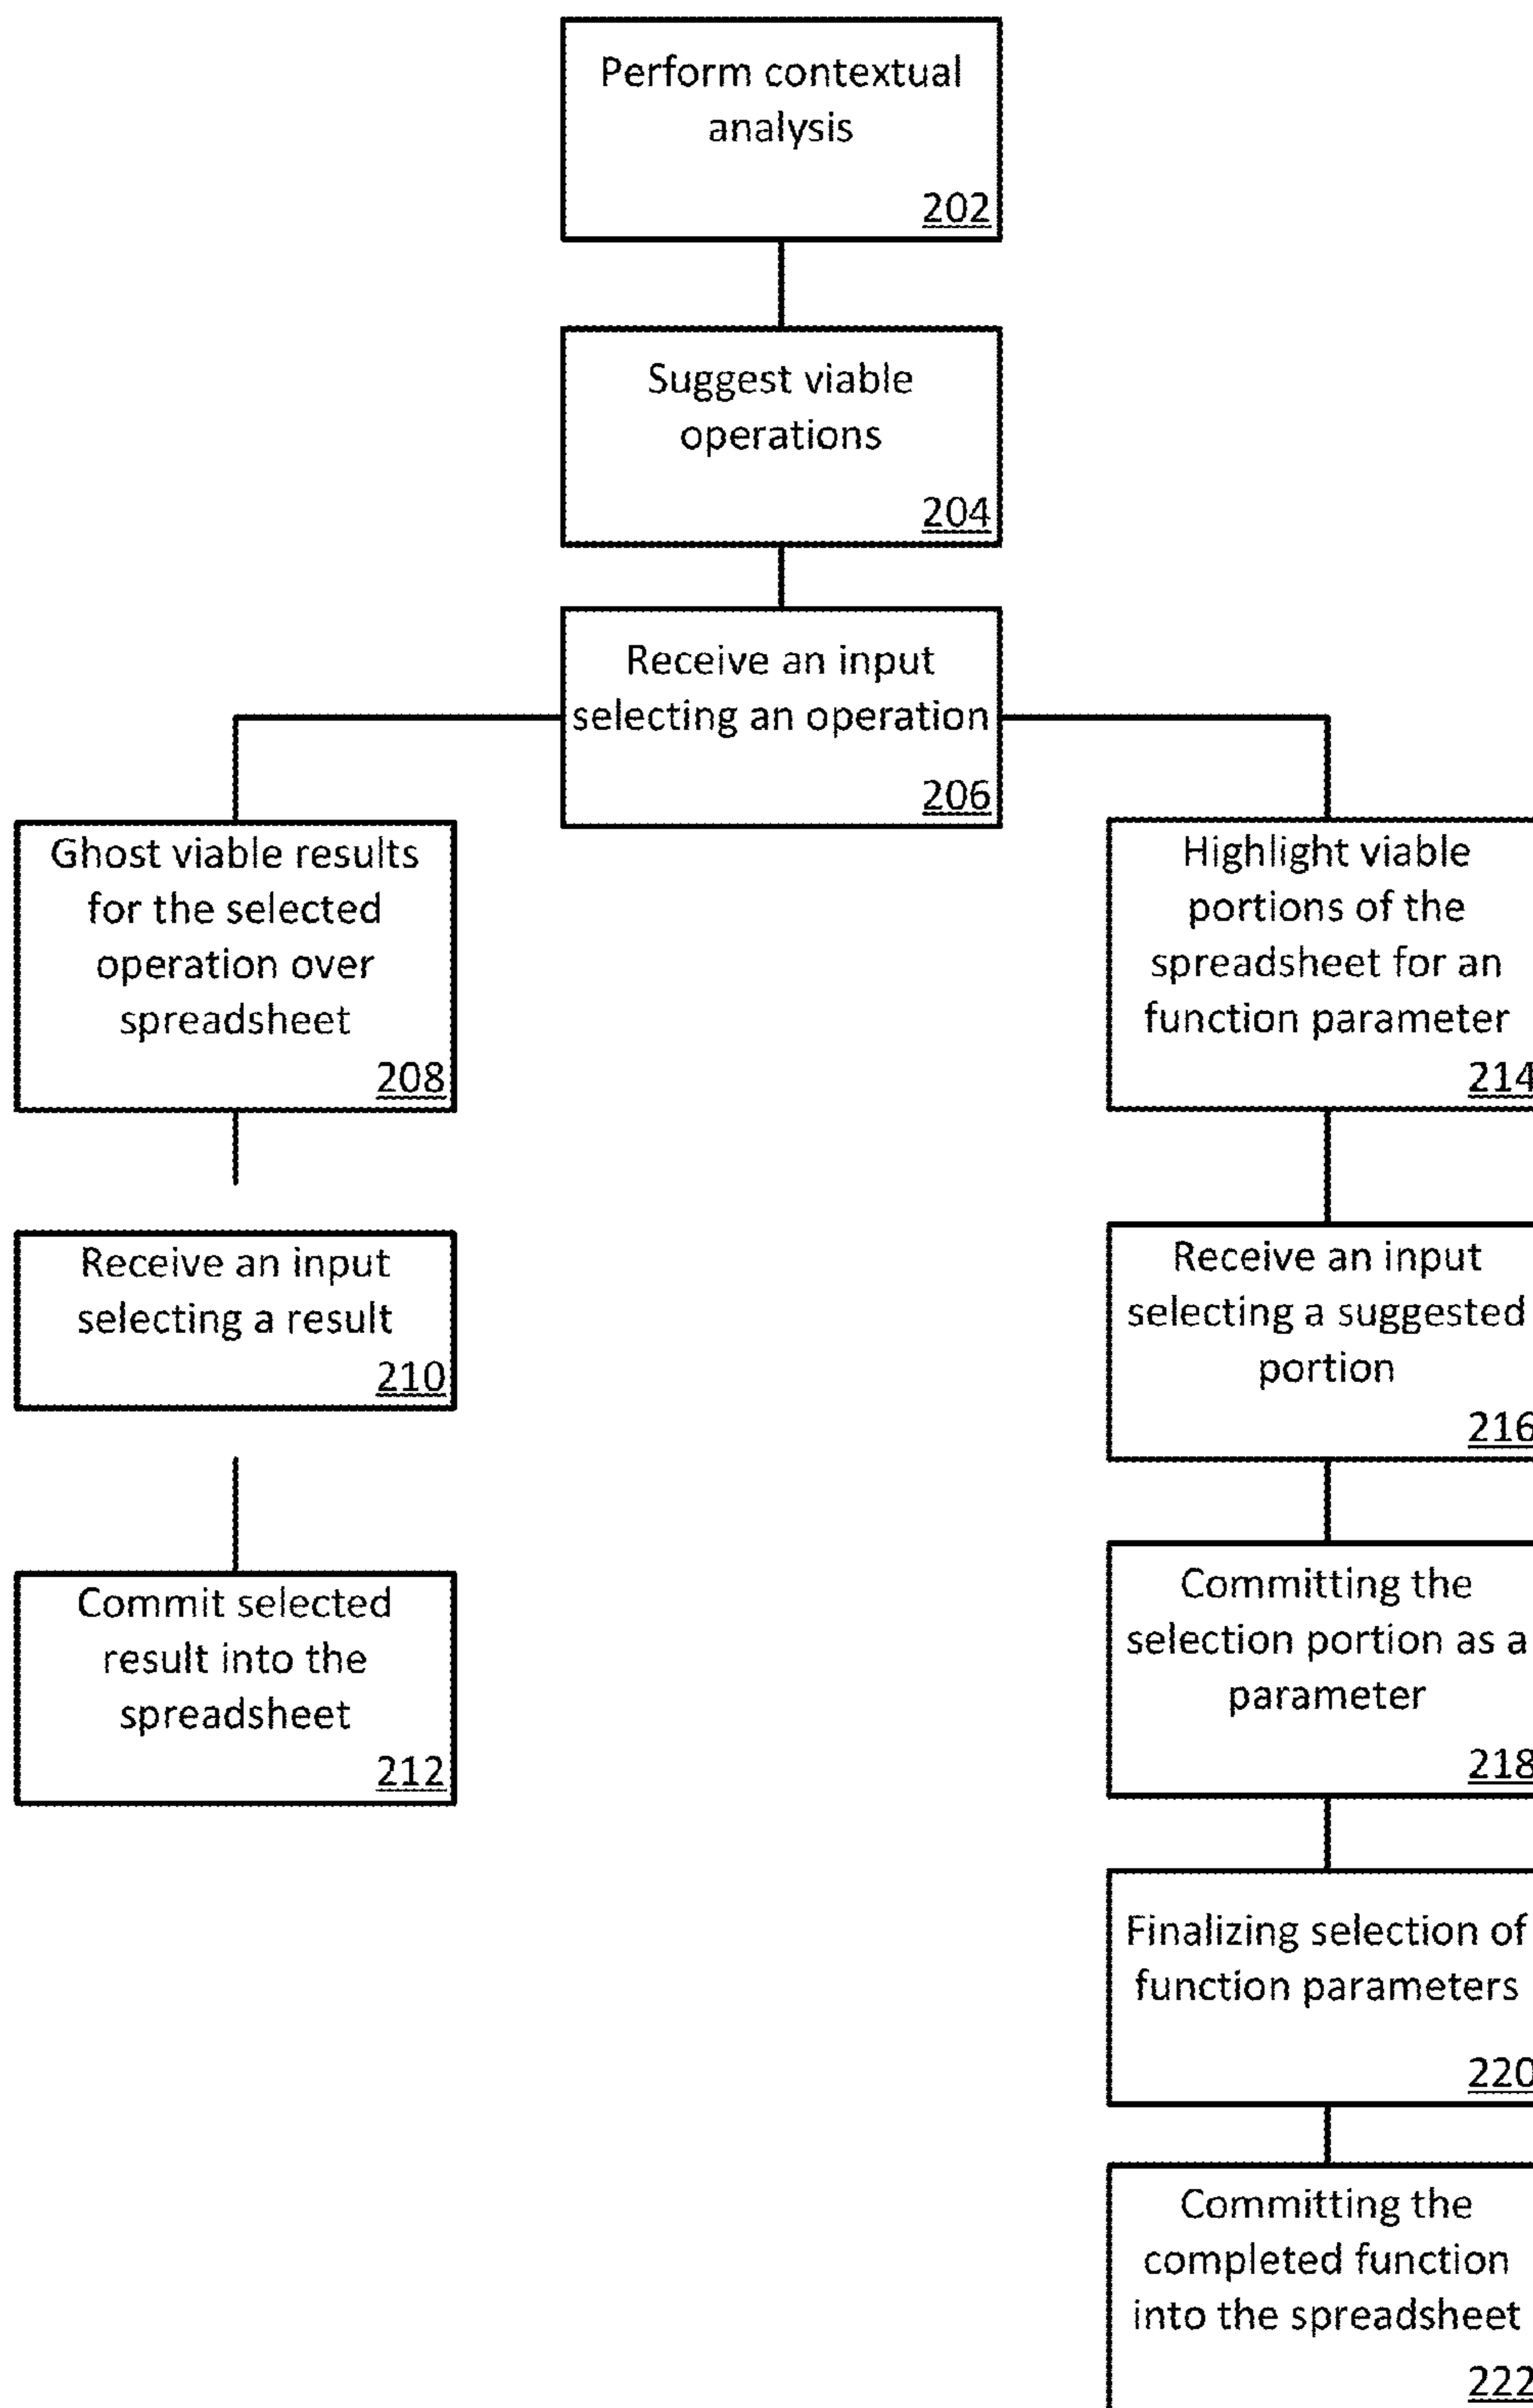 Perform contextual
analysis
202
Suggest viable
operations
204
Receive an input
selecting an operation
206
Ghost viable results
for the selected
operation over
spreadsheet
208
Receive an input
selecting a result
210
Commit selected
result into the
spreadsheet
212
Highlight viable
portions of the
spreadsheet for an
function parameter
214
Receive an input
selecting a suggested
portion
216
Committing the
selection portion as a
parameter
218
Finalizing selection of
function parameters
220
Committing the
completed function
into the spreadsheet
222